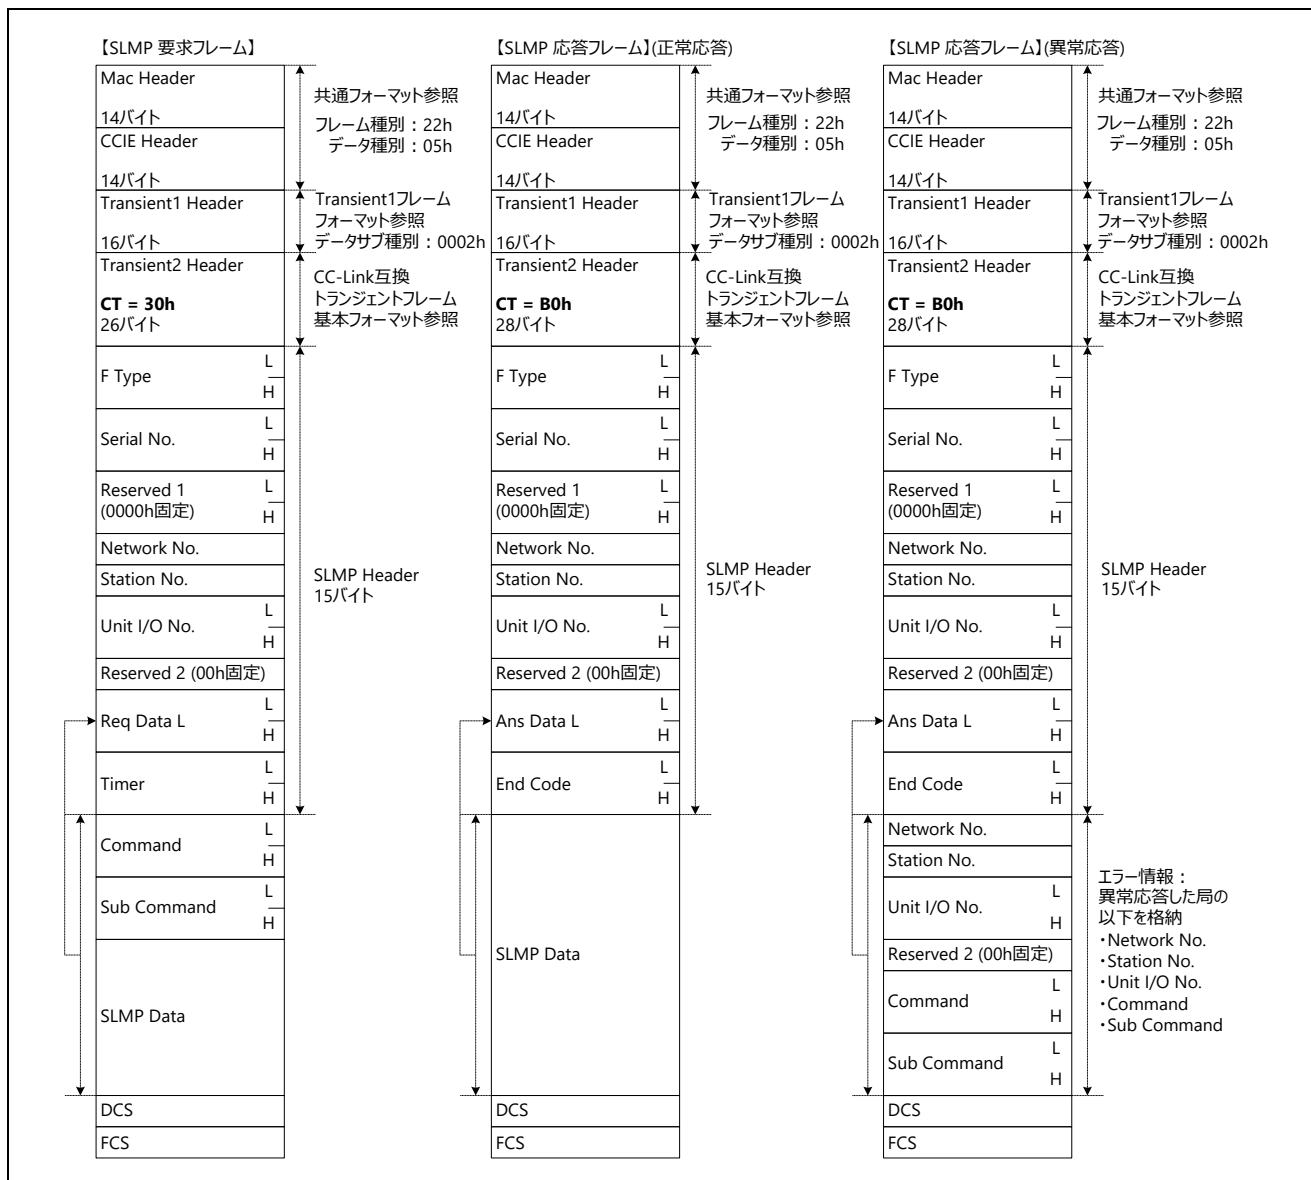 【SLMP 要求フレーム】
Mac Header
14バイト
CCIE Header
14バイト
Transient1 Header
16バイト
Transient2 Header
CT = 30h
26バイト
F Type
L
H
Serial No.
L
H
Reserved 1
(0000h固定)
L
H
Network No.
Station No.
Unit I/O No.
L
H
Reserved 2 (00h固定)
Req Data L
L
H
Timer
L
H
Command
L
H
Sub Command
L
H
SLMP Data
DCS
FCS
共通フォーマット参照
フレーム種別：22h
データ種別：05h
Transient1フレーム
フォーマット参照
データサブ種別：0002h
CC-Link互換
トランジェントフレーム
基本フォーマット参照
SLMP Header
15バイト
【SLMP 応答フレーム】(正常応答)
Mac Header
14バイト
CCIE Header
14バイト
Transient1 Header
16バイト
Transient2 Header
CT = B0h
28バイト
F Type
L
H
Serial No.
L
H
Reserved 1
(0000h固定)
L
H
Network No.
Station No.
Unit I/O No.
L
H
Reserved 2 (00h固定)
Ans Data L
L
H
End Code
L
H
SLMP Data
DCS
FCS
共通フォーマット参照
フレーム種別：22h
データ種別：05h
Transient1フレーム
フォーマット参照
データサブ種別：0002h
CC-Link互換
トランジェントフレーム
基本フォーマット参照
SLMP Header
15バイト
【SLMP 応答フレーム】(異常応答)
Mac Header
14バイト
CCIE Header
14バイト
Transient1 Header
16バイト
Transient2 Header
CT = B0h
28バイト
F Type
L
H
Serial No.
L
H
Reserved 1
(0000h固定)
L
H
Network No.
Station No.
Unit I/O No.
L
H
Reserved 2 (00h固定)
Ans Data L
L
H
End Code
L
H
Network No.
Station No.
Unit I/O No.
L
H
Reserved 2 (00h固定)
Command
L
H
Sub Command
L
H
DCS
FCS
共通フォーマット参照
フレーム種別：22h
データ種別：05h
Transient1フレーム
フォーマット参照
データサブ種別：0002h
CC-Link互換
トランジェントフレーム
基本フォーマット参照
SLMP Header
15バイト
エラー情報：
異常応答した局の
以下を格納
・Network No.
・Station No.
・Unit I/O No.
・Command
・Sub Command